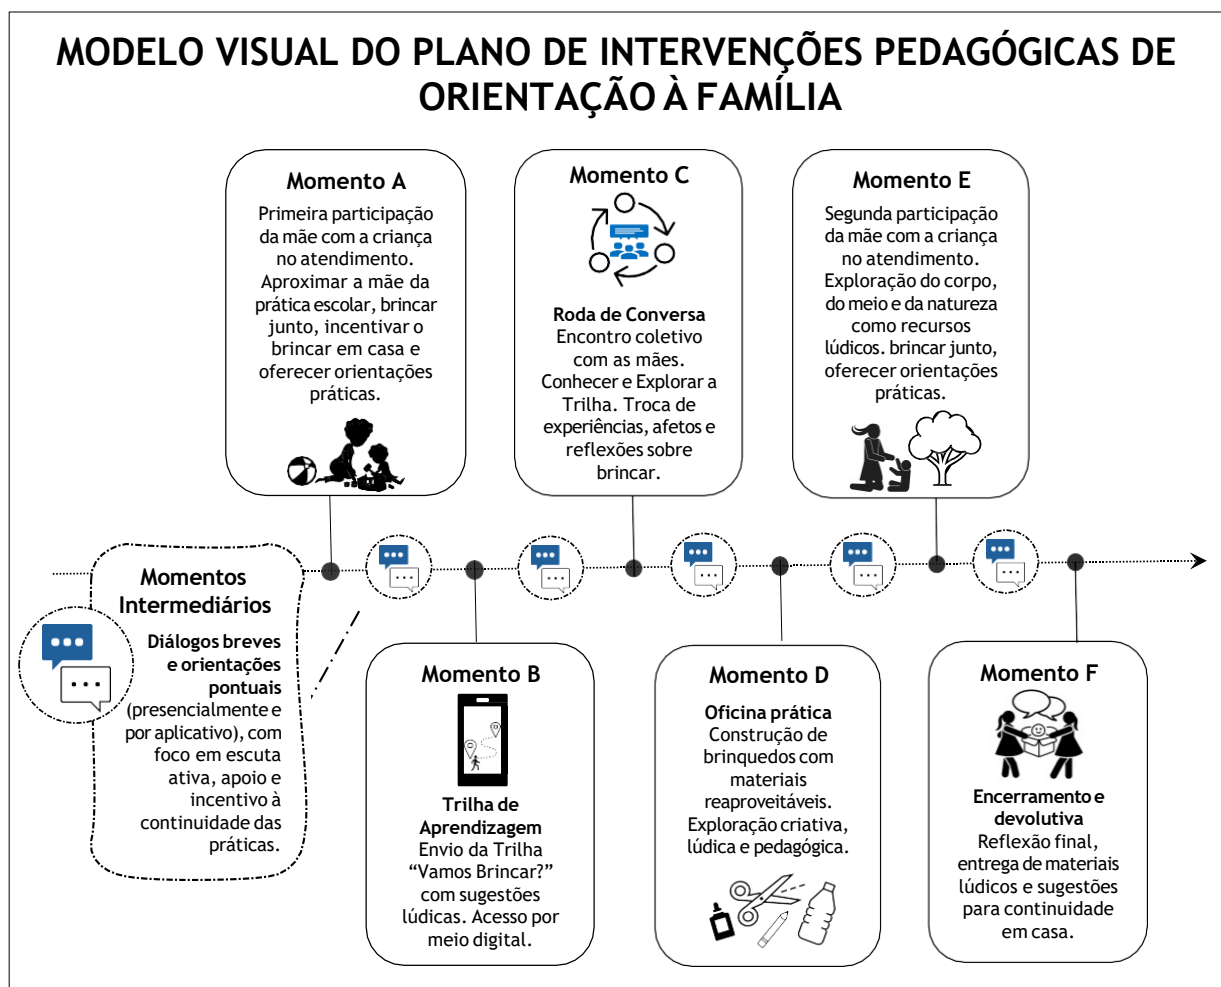 MODELO VISUAL DO PLANO DE INTERVENÇÕES PEDAGÓGICAS DE
ORIENTAÇÃO À FAMÍLIA
Momento A
Primeira participação
da mãe com a criança
no atendimento.
Aproximar a mãe da
prática escolar, brincar
junto, incentivar o
brincar em casa e
oferecer orientações
práticas.
Momento C
Roda de Conversa
Encontro coletivo
com as mães.
Conhecer e Explorar a
Trilha. Troca de
experiências, afetos e
reflexões sobre
brincar.
Momento E
Segunda participação
da mãe com a criança
no atendimento.
Exploração do corpo,
do meio e da natureza
como recursos
lúdicos. brincar junto,
oferecer orientações
práticas.
Momentos
Intermediários
Diálogos breves
e orientações
pontuais
(presencialmente e
por aplicativo), com
foco em escuta
ativa, apoio e
incentivo à
continuidade das
práticas.
Momento B
Trilha de
Aprendizagem
Envio da Trilha
“Vamos Brincar?”
com sugestões
lúdicas. Acesso por
meio digital.
Momento D
Oficina prática
Construção de
brinquedos com
materiais
reaproveitáveis.
Exploração criativa,
lúdica e pedagógica.
Momento F
Encerramento e
devolutiva
Reflexão final,
entrega de materiais
lúdicos e sugestões
para continuidade
em casa.